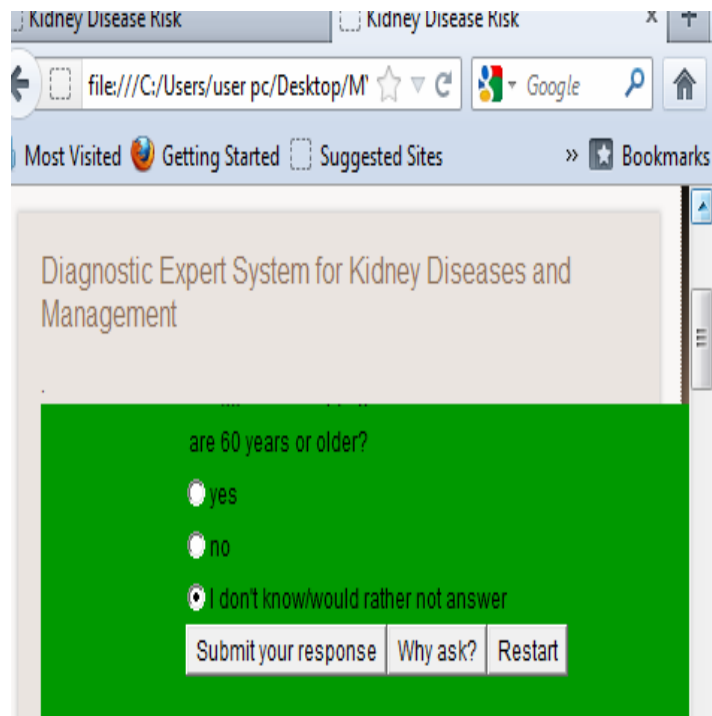 Kidney Disease Risk Kidney Disease Risk x +
file:///C:/Users/user pc/Desktop/M Google
Most Visited Getting Started Suggested Sites » Bookmarks
Diagnostic Expert System for Kidney Diseases and
Management
.
are 60 years or older?
yes
no
I don't know/would rather not answer
Submit your response Why ask? Restart